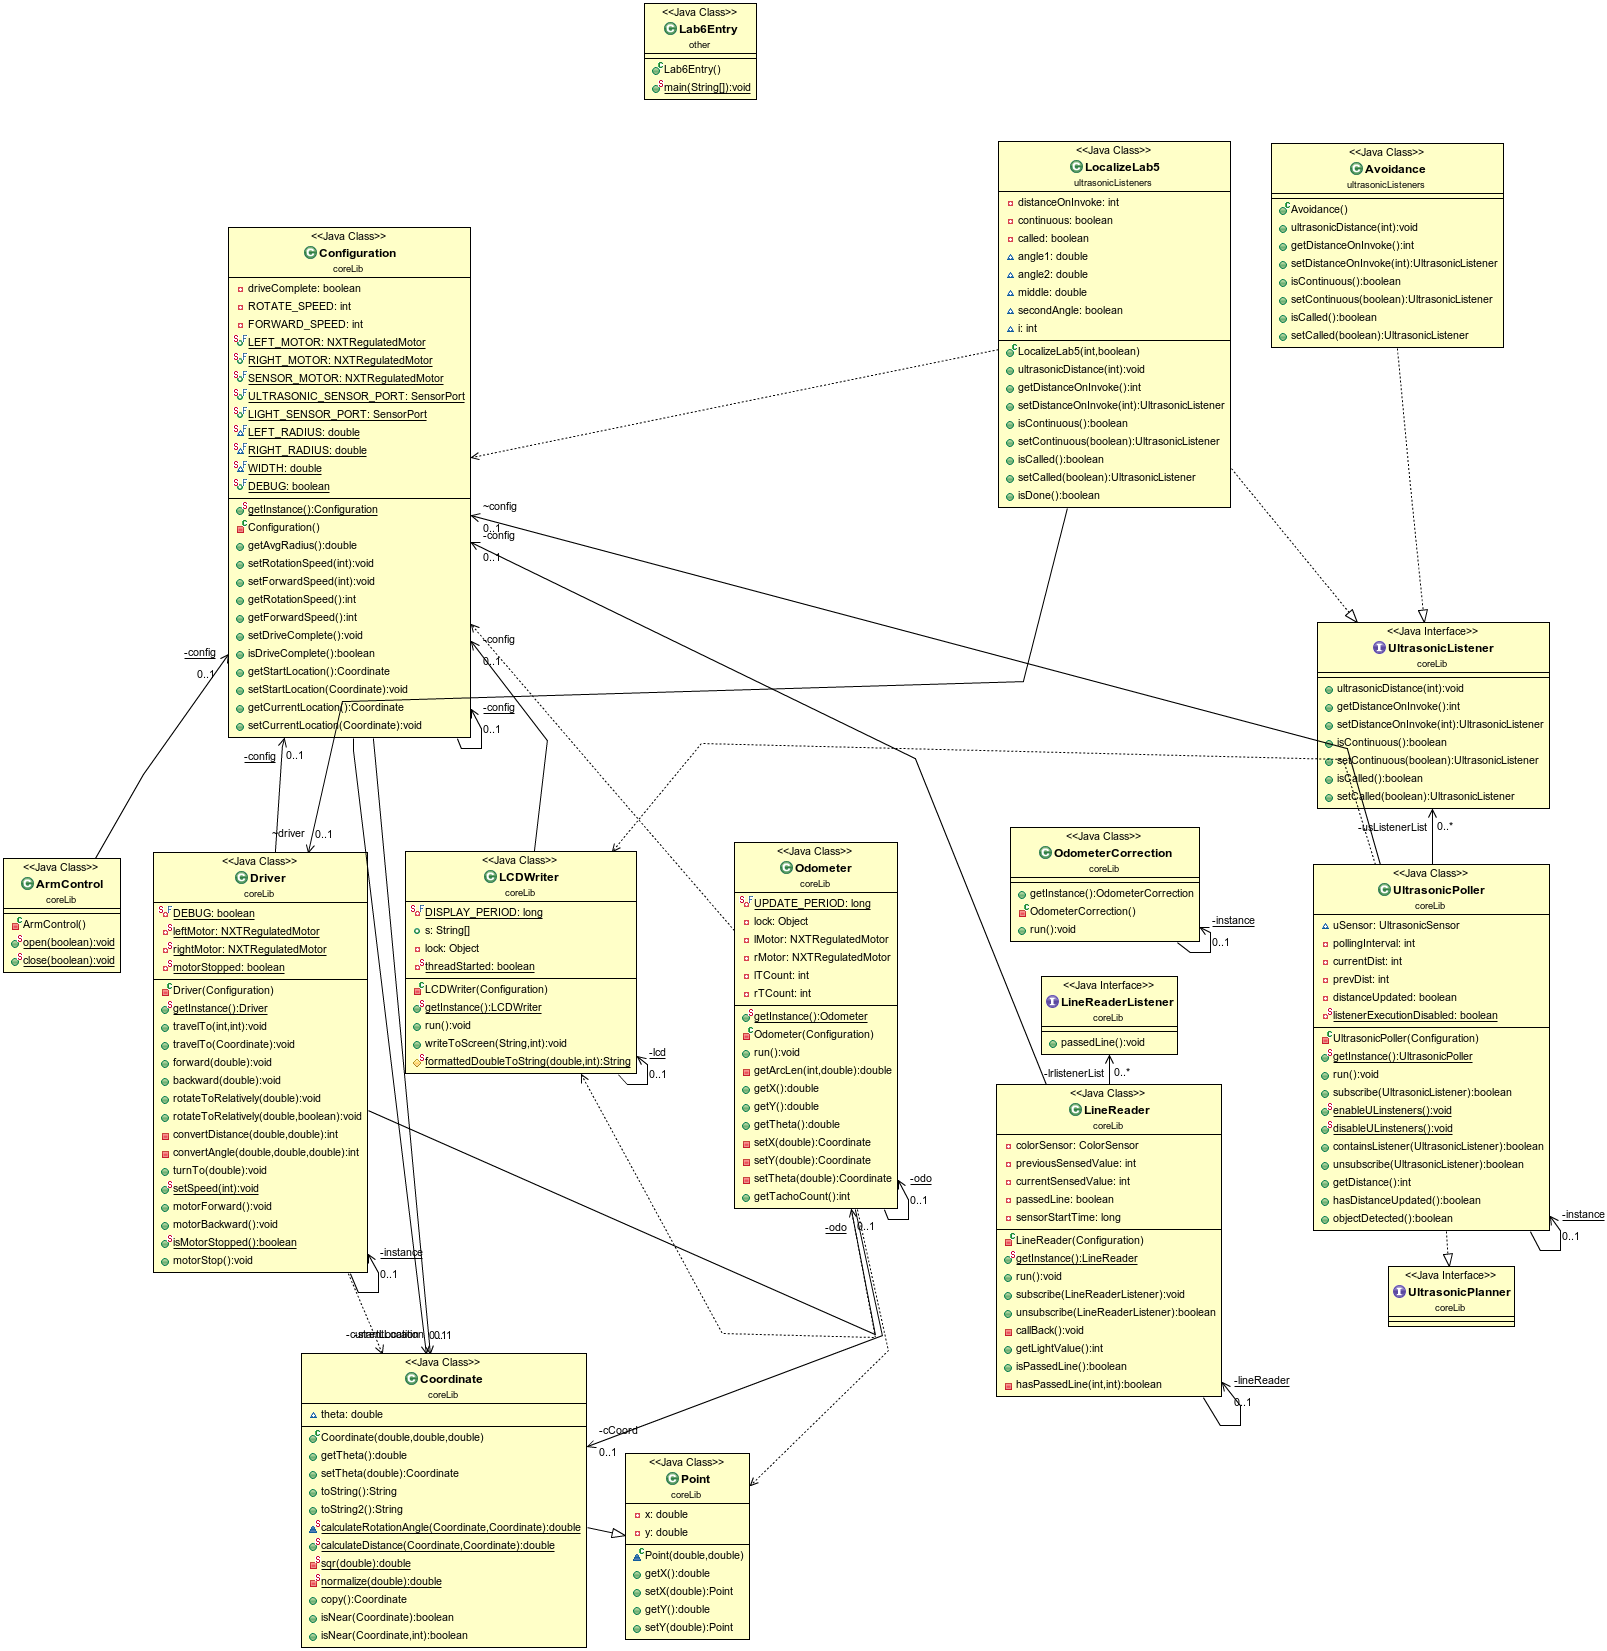 <<Java Class>>
Lab6Entry
other
Lab6Entry()
main(String[]):void
<<Java Class>>
LocalizeLab5
ultrasonicListeners
distanceOnInvoke: int
continuous: boolean
called: boolean
angle1: double
angle2: double
middle: double
secondAngle: boolean
i: int
LocalizeLab5(int,boolean)
ultrasonicDistance(int):void
getDistanceOnInvoke():int
setDistanceOnInvoke(int):UltrasonicListener
isContinuous():boolean
setContinuous(boolean):UltrasonicListener
isCalled():boolean
setCalled(boolean):UltrasonicListener
isDone():boolean
<<Java Class>>
Avoidance
ultrasonicListeners
Avoidance()
ultrasonicDistance(int):void
getDistanceOnInvoke():int
setDistanceOnInvoke(int):UltrasonicListener
isContinuous():boolean
setContinuous(boolean):UltrasonicListener
isCalled():boolean
setCalled(boolean):UltrasonicListener
<<Java Class>>
Configuration
coreLib
driveComplete: boolean
ROTATE_SPEED: int
FORWARD_SPEED: int
LEFT_MOTOR: NXTRegulatedMotor
RIGHT_MOTOR: NXTRegulatedMotor
SENSOR_MOTOR: NXTRegulatedMotor
ULTRASONIC_SENSOR_PORT: SensorPort
LIGHT_SENSOR_PORT: SensorPort
LEFT_RADIUS: double
RIGHT_RADIUS: double
WIDTH: double
DEBUG: boolean
getInstance():Configuration
Configuration()
getAvgRadius():double
setRotationSpeed(int):void
setForwardSpeed(int):void
getRotationSpeed():int
getForwardSpeed():int
setDriveComplete():void
isDriveComplete():boolean
getStartLocation():Coordinate
setStartLocation(Coordinate):void
getCurrentLocation():Coordinate
setCurrentLocation(Coordinate):void
~config
0..1
-config
0..1
-config
0..1
-config
0..1
-config
0..1
-config
0..1
~driver
0..1
<<Java Interface>>
UltrasonicListener
coreLib
ultrasonicDistance(int):void
getDistanceOnInvoke():int
setDistanceOnInvoke(int):UltrasonicListener
isContinuous():boolean
setContinuous(boolean):UltrasonicListener
isCalled():boolean
setCalled(boolean):UltrasonicListener
-usListenerList
0..*
<<Java Class>>
ArmControl
coreLib
ArmControl()
open(boolean):void
close(boolean):void
<<Java Class>>
Driver
coreLib
DEBUG: boolean
leftMotor: NXTRegulatedMotor
rightMotor: NXTRegulatedMotor
motorStopped: boolean
Driver(Configuration)
getInstance():Driver
travelTo(int,int):void
travelTo(Coordinate):void
forward(double):void
backward(double):void
rotateToRelatively(double):void
rotateToRelatively(double,boolean):void
convertDistance(double,double):int
convertAngle(double,double,double):int
turnTo(double):void
setSpeed(int):void
motorForward():void
motorBackward():void
isMotorStopped():boolean
motorStop():void
-instance
0..1
<<Java Class>>
LCDWriter
coreLib
DISPLAY_PERIOD: long
s: String[]
lock: Object
threadStarted: boolean
LCDWriter(Configuration)
getInstance():LCDWriter
run():void
writeToScreen(String,int):void
formattedDoubleToString(double,int):String
-lcd
0..1
<<Java Class>>
Odometer
coreLib
UPDATE_PERIOD: long
lock: Object
lMotor: NXTRegulatedMotor
rMotor: NXTRegulatedMotor
lTCount: int
rTCount: int
getInstance():Odometer
Odometer(Configuration)
run():void
getArcLen(int,double):double
getX():double
getY():double
getTheta():double
setX(double):Coordinate
setY(double):Coordinate
setTheta(double):Coordinate
getTachoCount():int
-odo
0..1
-odo
0..1
<<Java Class>>
OdometerCorrection
coreLib
getInstance():OdometerCorrection
OdometerCorrection()
run():void
-instance
0..1
<<Java Interface>>
LineReaderListener
coreLib
passedLine():void
-lrlistenerList
0..*
<<Java Class>>
LineReader
coreLib
colorSensor: ColorSensor
previousSensedValue: int
currentSensedValue: int
passedLine: boolean
sensorStartTime: long
LineReader(Configuration)
getInstance():LineReader
run():void
subscribe(LineReaderListener):void
unsubscribe(LineReaderListener):boolean
callBack():void
getLightValue():int
isPassedLine():boolean
hasPassedLine(int,int):boolean
-lineReader
0..1
<<Java Class>>
UltrasonicPoller
coreLib
uSensor: UltrasonicSensor
pollingInterval: int
currentDist: int
prevDist: int
distanceUpdated: boolean
listenerExecutionDisabled: boolean
UltrasonicPoller(Configuration)
getInstance():UltrasonicPoller
run():void
subscribe(UltrasonicListener):boolean
enableULinsteners():void
disableULinsteners():void
containsListener(UltrasonicListener):boolean
unsubscribe(UltrasonicListener):boolean
getDistance():int
hasDistanceUpdated():boolean
objectDetected():boolean
-instance
0..1
<<Java Interface>>
UltrasonicPlanner
coreLib
<<Java Class>>
Coordinate
coreLib
theta: double
Coordinate(double,double,double)
getTheta():double
setTheta(double):Coordinate
toString():String
toString2():String
calculateRotationAngle(Coordinate,Coordinate):double
calculateDistance(Coordinate,Coordinate):double
sqr(double):double
normalize(double):double
copy():Coordinate
isNear(Coordinate):boolean
isNear(Coordinate,int):boolean
-cCoord
0..1
<<Java Class>>
Point
coreLib
x: double
y: double
Point(double,double)
getX():double
setX(double):Point
getY():double
setY(double):Point